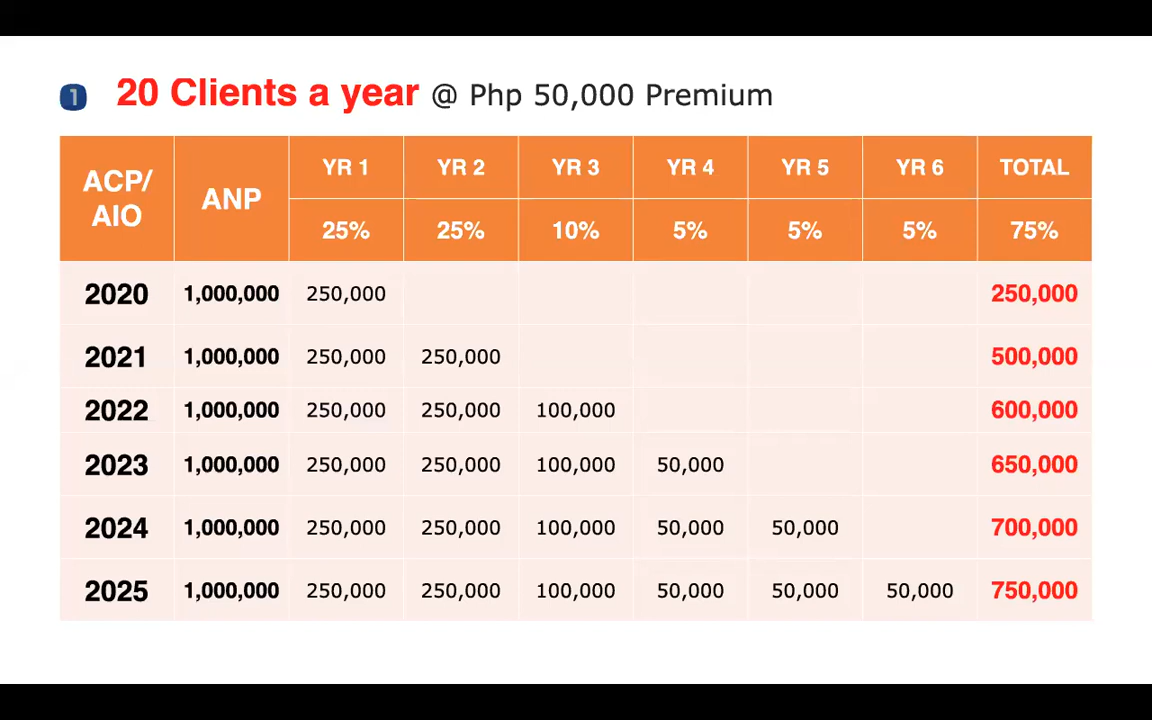 1 20 Clients a year @ Php 50,000 Premium
ACP/ AIO ANP YR 1 YR 2 YR 3 YR 4 YR 5 YR 6 TOTAL
25% 25% 10% 5% 5% 5% 75%
2020 1,000,000 250,000 250,000
2021 1,000,000 250,000 250,000 500,000
2022 1,000,000 250,000 250,000 100,000 600,000
2023 1,000,000 250,000 250,000 100,000 50,000 650,000
2024 1,000,000 250,000 250,000 100,000 50,000 50,000 700,000
2025 1,000,000 250,000 250,000 100,000 50,000 50,000 50,000 750,000